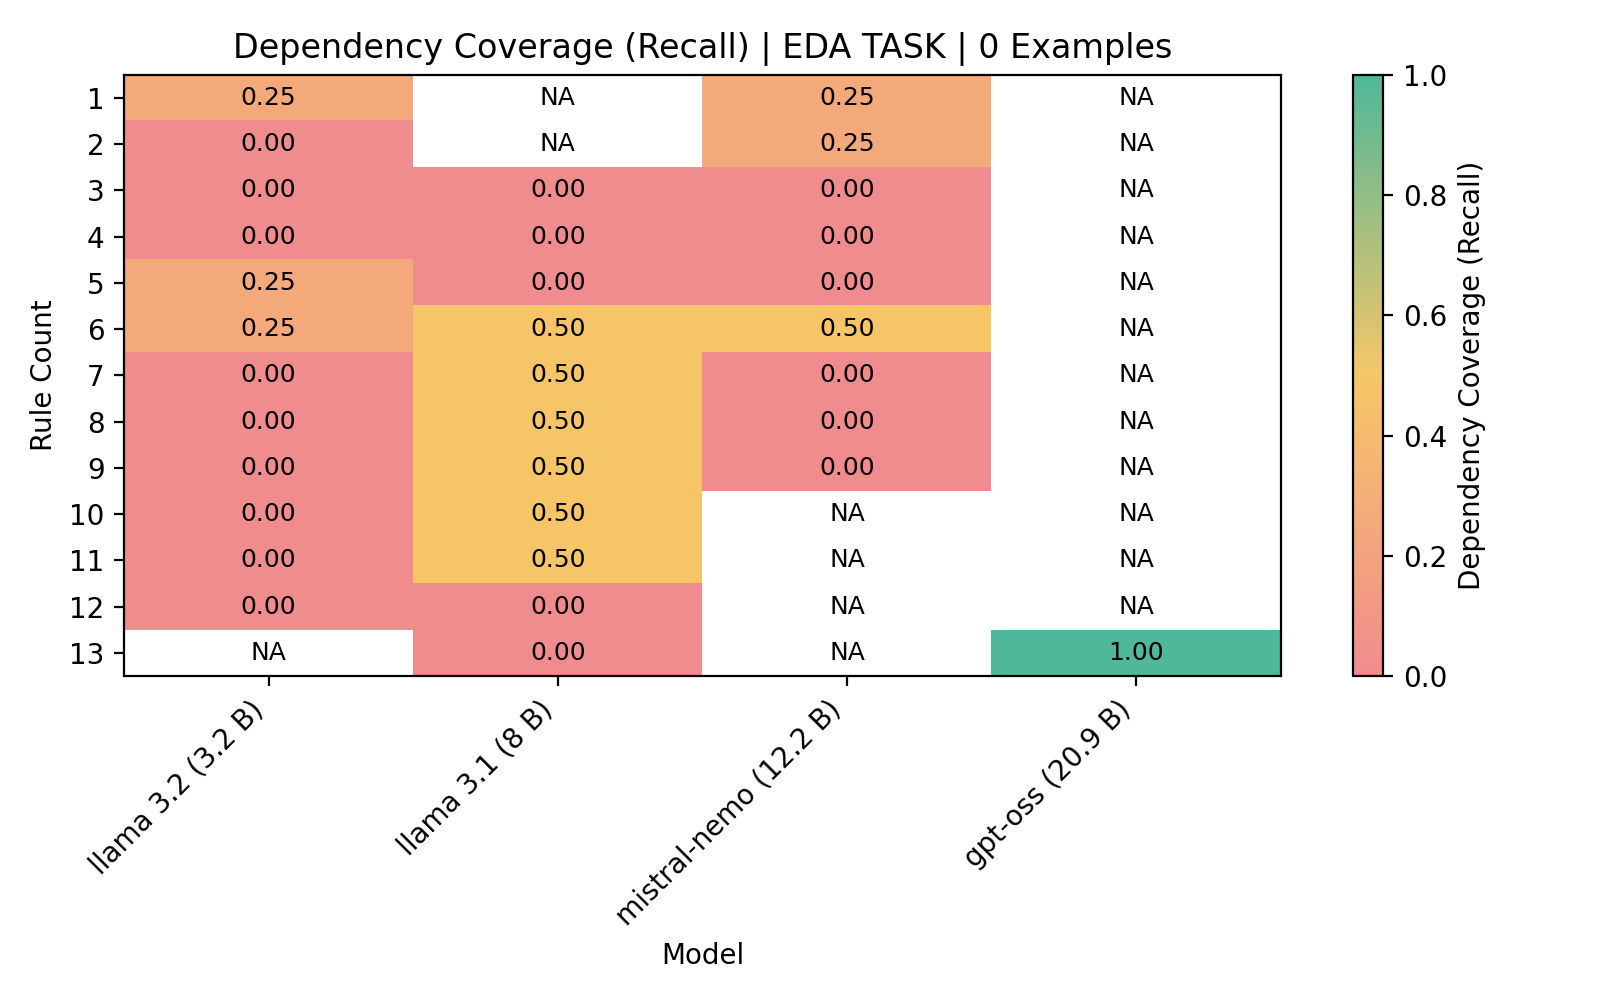 Dependency Coverage (Recall) | EDA TASK | 0 Examples
1 0.25 NA 0.25 NA
2 0.00 NA 0.25 NA
3 0.00 0.00 0.00 NA
4 0.00 0.00 0.00 NA
5 0.25 0.00 0.00 NA
6 0.25 0.50 0.50 NA
7 0.00 0.50 0.00 NA
8 0.00 0.50 0.00 NA
9 0.00 0.50 0.00 NA
10 0.00 0.50 NA NA
11 0.00 0.50 NA NA
12 0.00 0.00 NA NA
13 NA 0.00 NA 1.00
Rule Count
llama 3.2 (3.2 B)
llama 3.1 (8 B)
mistral-nemo (12.2 B)
gpt-oss (20.9 B)
Model
1.0
0.8
0.6
0.4
0.2
0.0
Dependency Coverage (Recall)